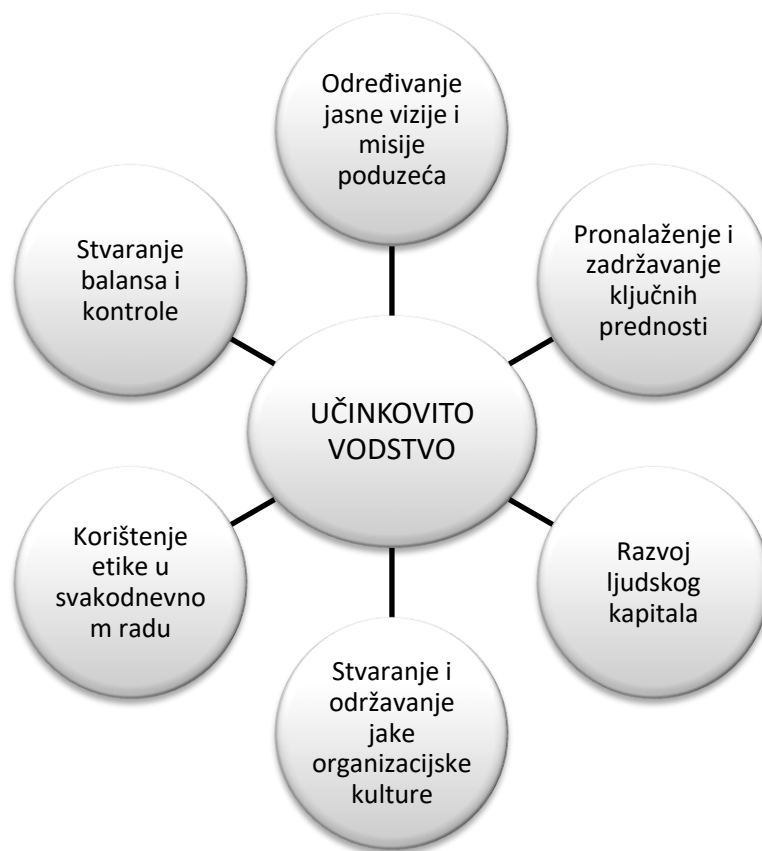 Određivanje
jasne vizije i
misije
poduzeća
Stvaranje
balansa i
kontrole
Pronalaženje i
zadržavanje
ključnih
prednosti
UČINKOVITO
VODSTVO
Korištenje
etike u
svakodnevno
m radu
Razvoj
ljudskog
kapitala
Stvaranje i
održavanje
jake
organizacijske
kulture